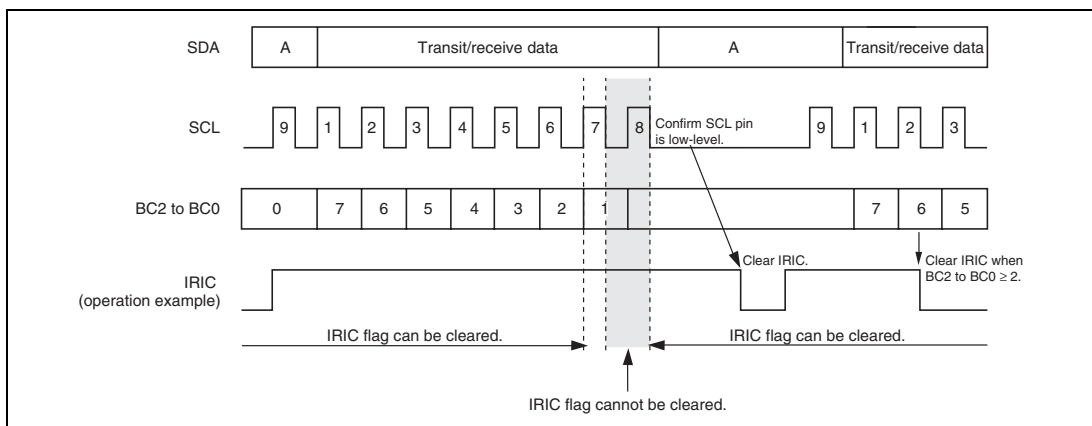 SDA A Transit/receive data A Transit/receive data
SCL 9 1 2 3 4 5 6 7 8 Confirm SCL pin
is low-level.
9 1 2 3
BC2 to BC0 0 7 6 5 4 3 2 1 7 6 5
IRIC
(operation example)
Clear IRIC.
Clear IRIC when
BC2 to BC0 ≥ 2.
IRIC flag can be cleared.
IRIC flag can be cleared.
IRIC flag cannot be cleared.